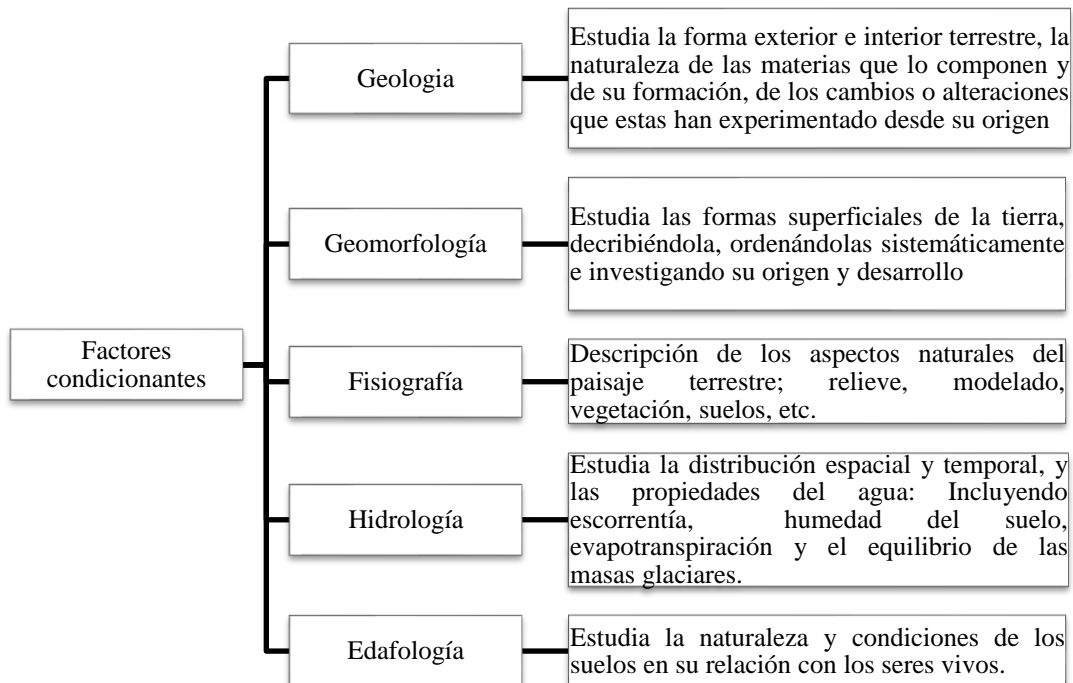 Factores
condicionantes
Geologia
Estudia la forma exterior e interior terrestre, la
naturaleza de las materias que lo componen y
de su formación, de los cambios o alteraciones
que estas han experimentado desde su origen
Geomorfología
Estudia las formas superficiales de la tierra,
decribiéndola, ordenándolas sistemáticamente
e investigando su origen y desarrollo
Fisiografía
Descripción de los aspectos naturales del
paisaje terrestre; relieve, modelado,
vegetación, suelos, etc.
Hidrología
Estudia la distribución espacial y temporal, y
las propiedades del agua: Incluyendo
escorrentía, humedad del suelo,
evapotranspiración y el equilibrio de las
masas glaciares.
Edafología
Estudia la naturaleza y condiciones de los
suelos en su relación con los seres vivos.